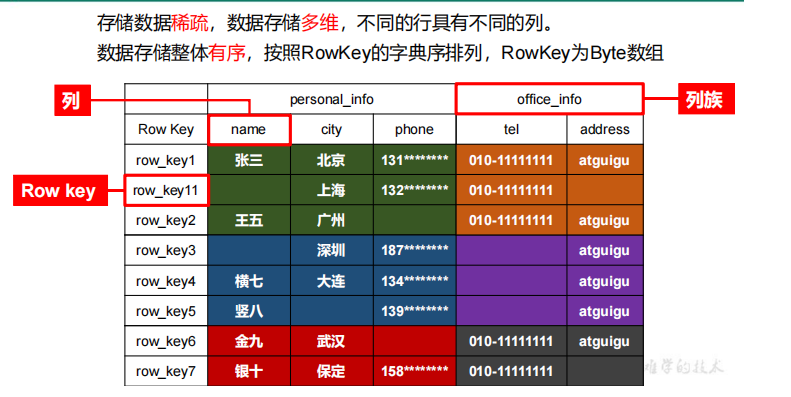 存储数据稀疏，数据存储多维，不同的行具有不同的列。
数据存储整体有序，按照RowKey的字典序排列，RowKey为Byte数组
列 personal_info office_info 列族
Row Key name city phone tel address
row_key1 张三 北京 131******** 010-11111111 atguigu
Row key row_key11 上海 132******** 010-11111111
row_key2 王五 广州 010-11111111 atguigu
row_key3 深圳 187******** atguigu
row_key4 横七 大连 134******** atguigu
row_key5 竖八 139******** atguigu
row_key6 金九 武汉 010-11111111 atguigu
row_key7 银十 保定 158******** 010-11111111
学的技术